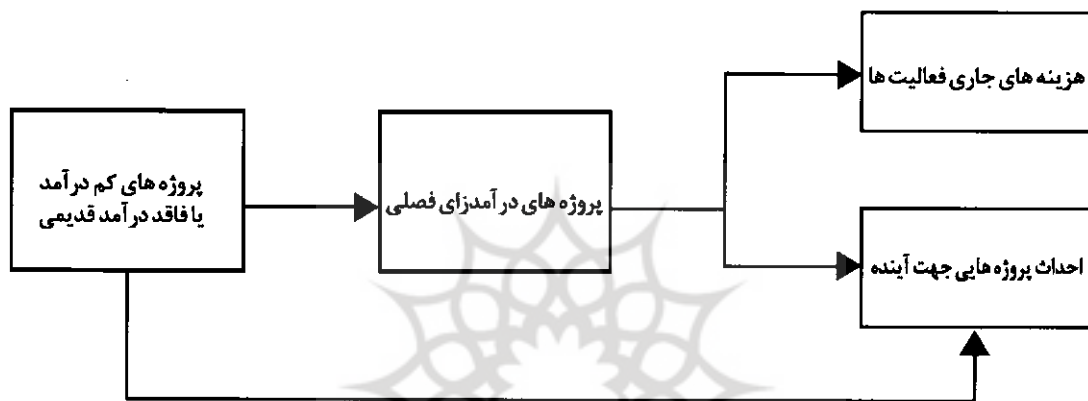 هزینه های جاری فعالیت ها
پروژه های کم درآمد
یا فاقد درآمد قدیمی
پروژه های درآمدزای فصلی
احداث پروژه هایی جهت آینده